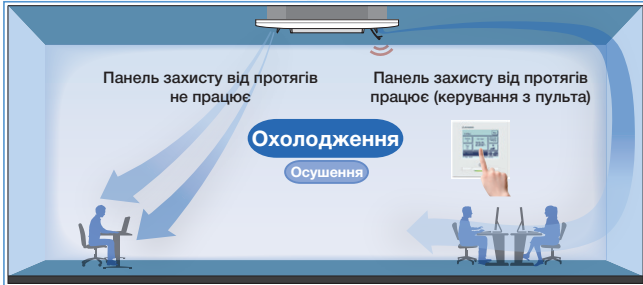 Панель захисту від протягів
не працює
Панель захисту від протягів
працює (керування з пульта)
Охолодження
Осушення